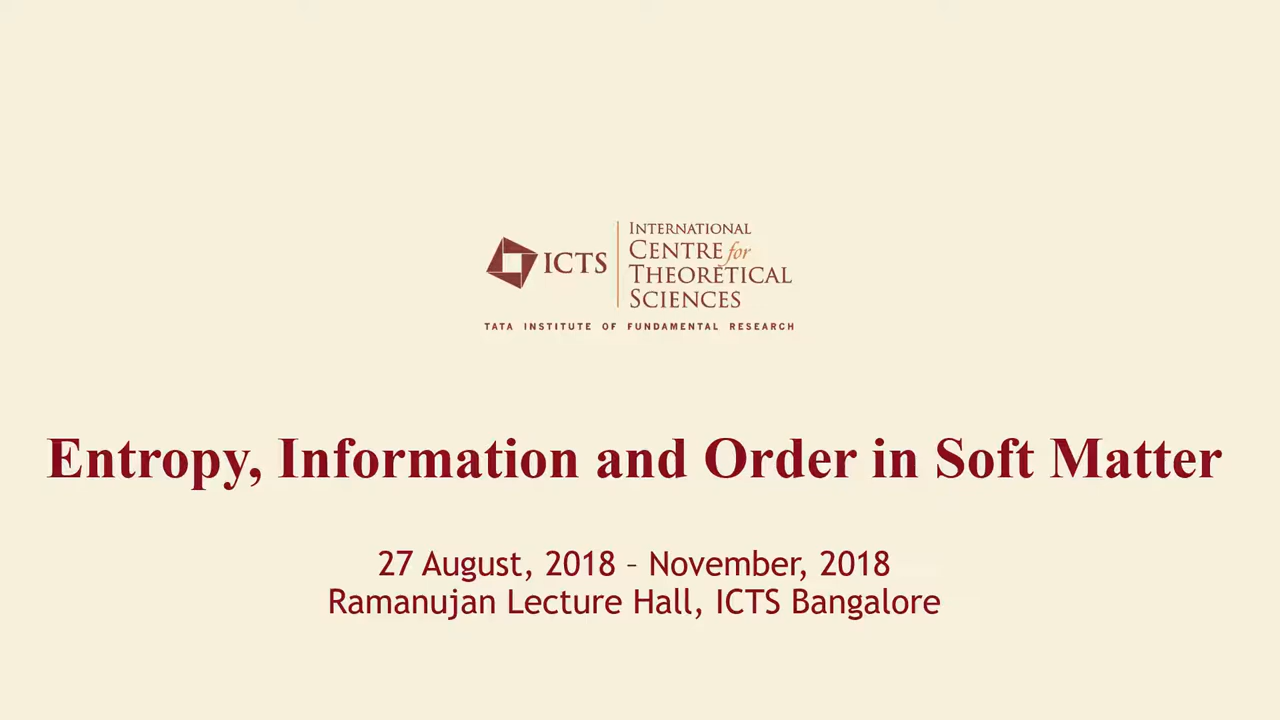 ICTS
INTERNATIONAL
CENTRE for
THEORETICAL
SCIENCES
TATA INSTITUTE OF FUNDAMENTAL RESEARCH
Entropy, Information and Order in Soft Matter
27 August, 2018 – November, 2018
Ramanujan Lecture Hall, ICTS Bangalore